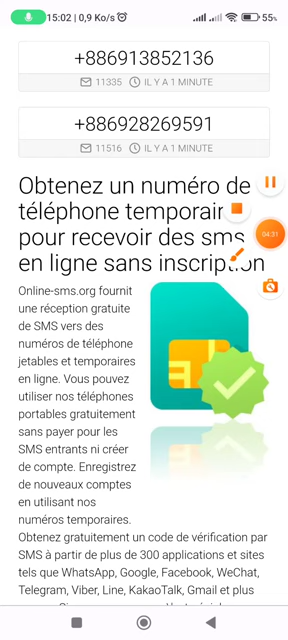 15:02 | 0,9 Ko/s
55%
+886913852136
11335 IL Y A 1 MINUTE
+886928269591
11516 IL Y A 1 MINUTE
Obtenez un numéro de
téléphone temporaire
pour recevoir des sms
en ligne sans inscription
04:31
Online-sms.org fournit
une réception gratuite
de SMS vers des
numéros de téléphone
jetables et temporaires
en ligne. Vous pouvez
utiliser nos téléphones
portables gratuitement
sans payer pour les
SMS entrants ni créer
de compte. Enregistrez
de nouveaux comptes
en utilisant nos
numéros temporaires.
Obtenez gratuitement un code de vérification par
SMS à partir de plus de 300 applications et sites
tels que WhatsApp, Google, Facebook, WeChat,
Telegram, Viber, Line, KakaoTalk, Gmail et plus